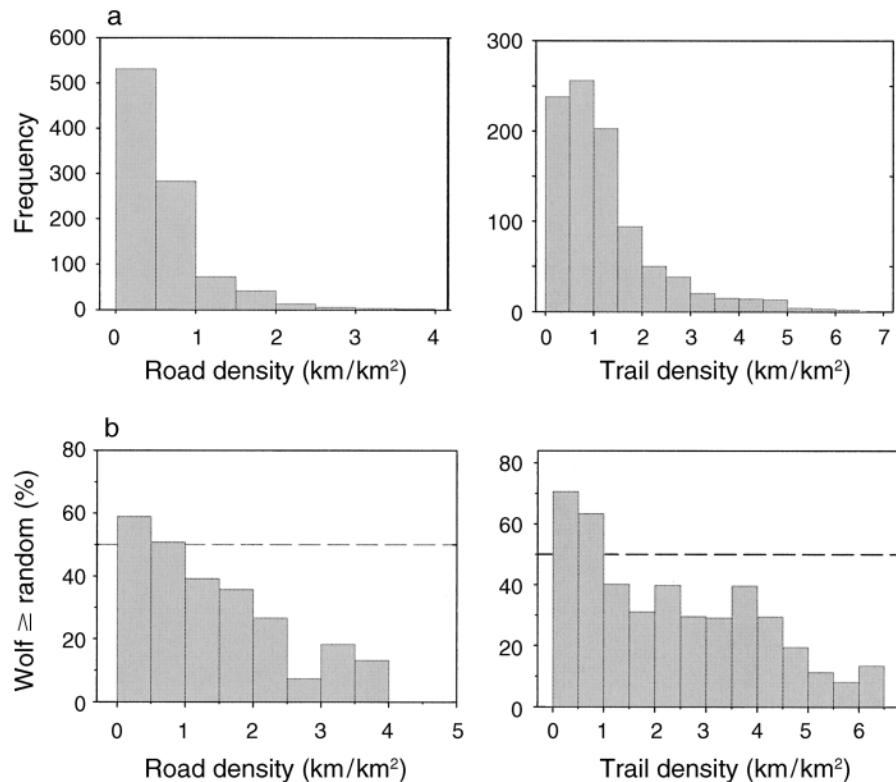 a
600
500
400
300
200
100
0
Frequency
0 1 2 3 4
Road density (km/km²)
300
200
100
0
0 1 2 3 4 5 6 7
Trail density (km/km²)
b
80
60
40
20
0
Wolf ≥ random (%)
0 1 2 3 4 5
Road density (km/km²)
80
60
40
20
0
0 1 2 3 4 5 6
Trail density (km/km²)